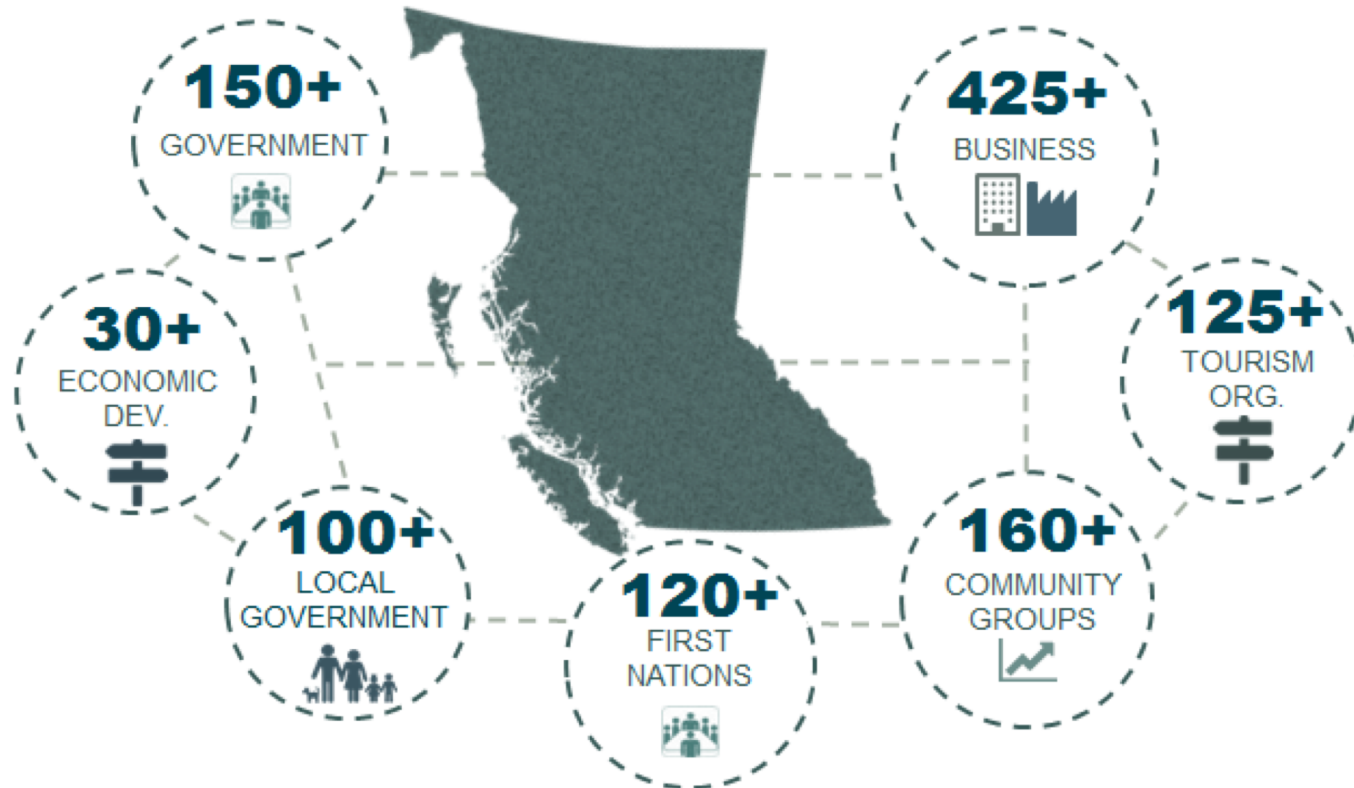 150+
GOVERNMENT
425+
BUSINESS
30+
ECONOMIC
DEV.
125+
TOURISM
ORG.
100+
LOCAL
GOVERNMENT
120+
FIRST
NATIONS
160+
COMMUNITY
GROUPS